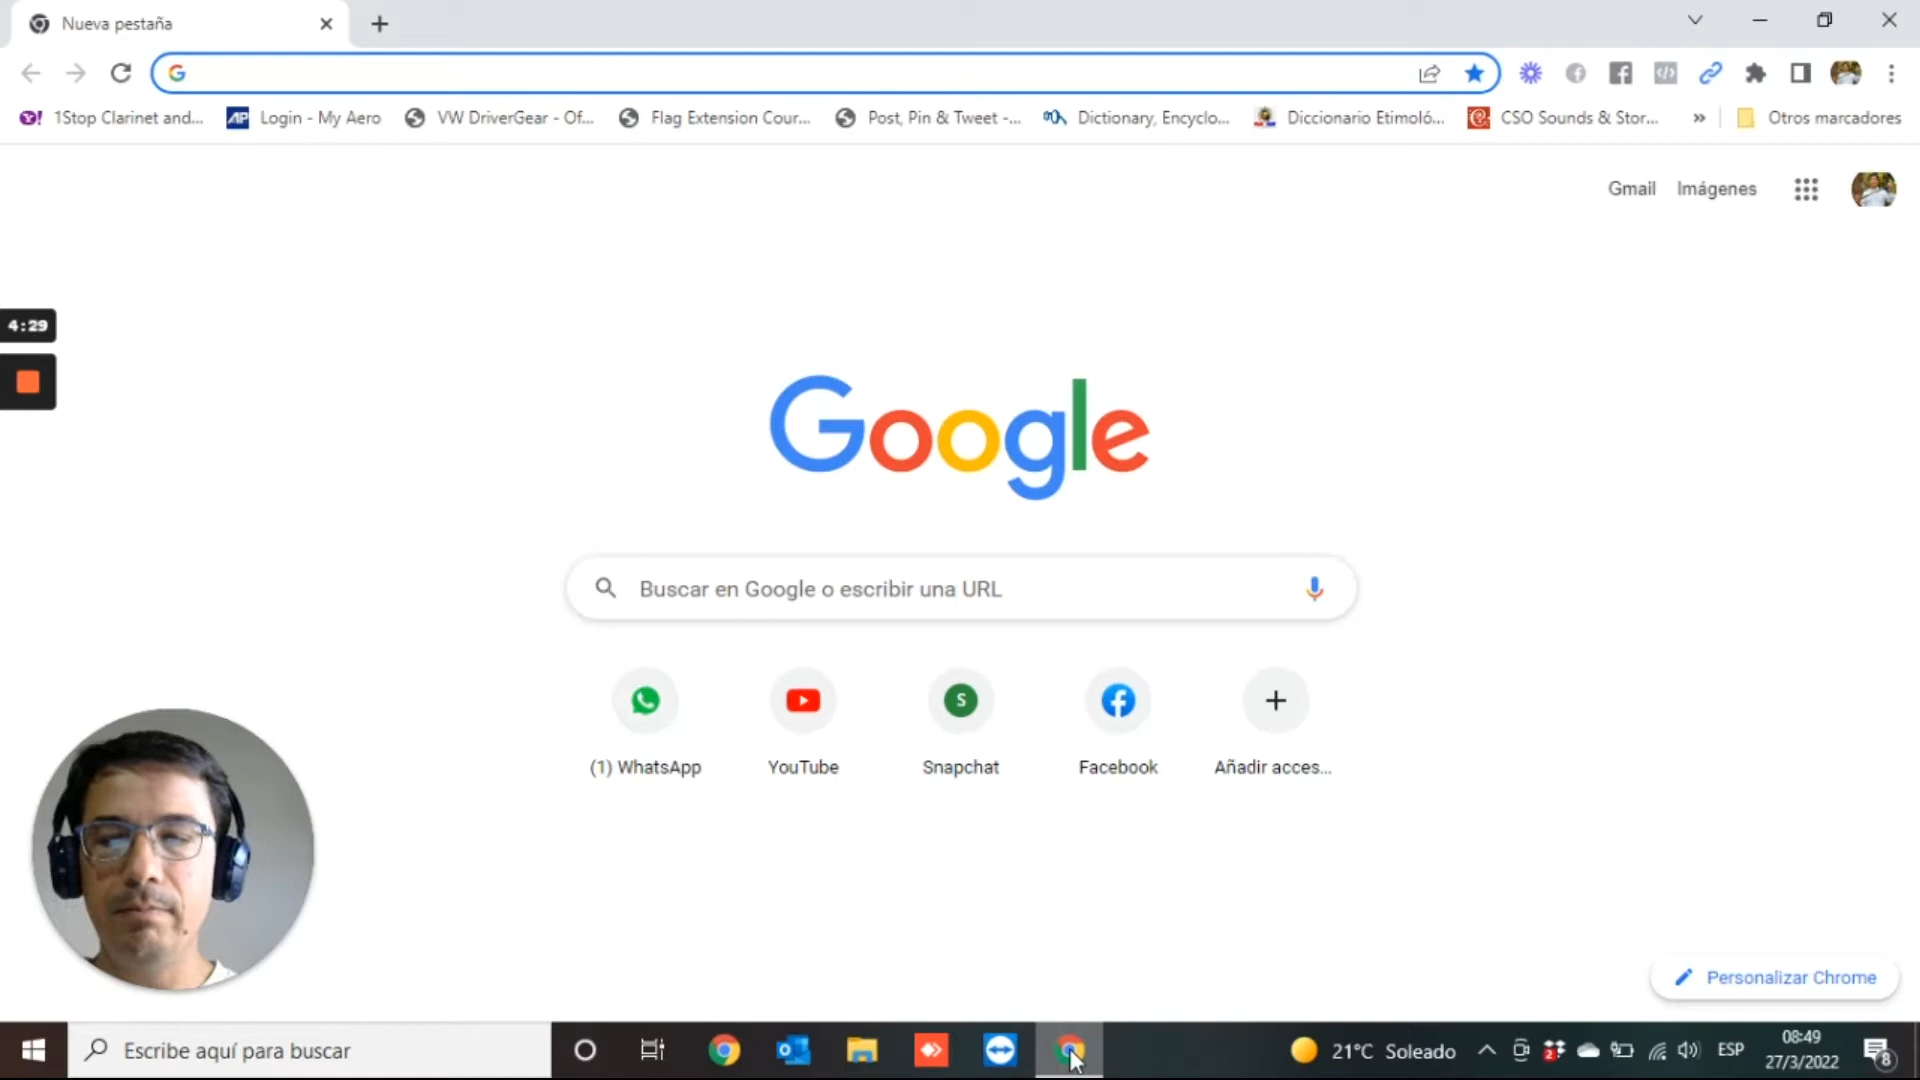 Nueva pestaña
1Stop Clarinet and...
Login - My Aero
VW DriverGear - Of...
Flag Extension Cour...
Post, Pin & Tweet -...
Dictionary, Encyclo...
Diccionario Etimoló...
CSO Sounds & Stor...
Otros marcadores
Gmail
Imágenes
4:29
Google
Buscar en Google o escribir una URL
S
(1) WhatsApp
YouTube
Snapchat
Facebook
Añadir acces...
Personalizar Chrome
Escribe aquí para buscar
21°C Soleado
ESP
08:49
27/3/2022
8